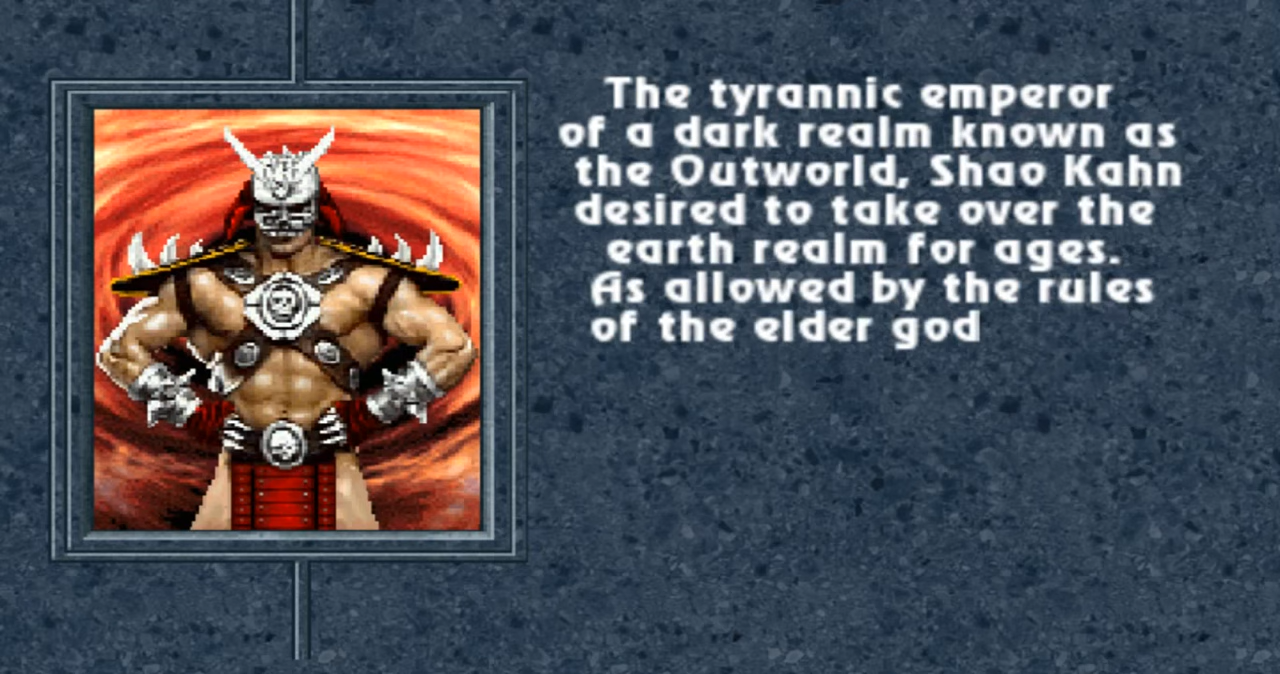 The tyrannic emperor
of a dark realm known as
the Outworld, Shao Kahn
desired to take over the
earth realm for ages.
As allowed by the rules
of the elder god